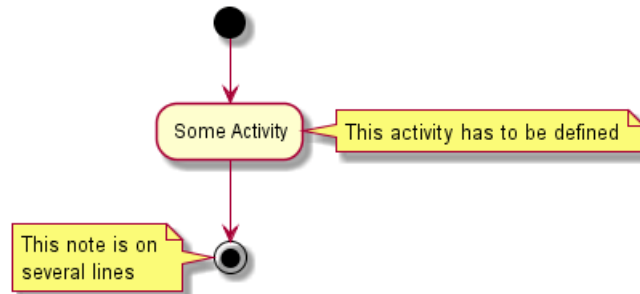 Some Activity
This activity has to be defined
This note is on
several lines